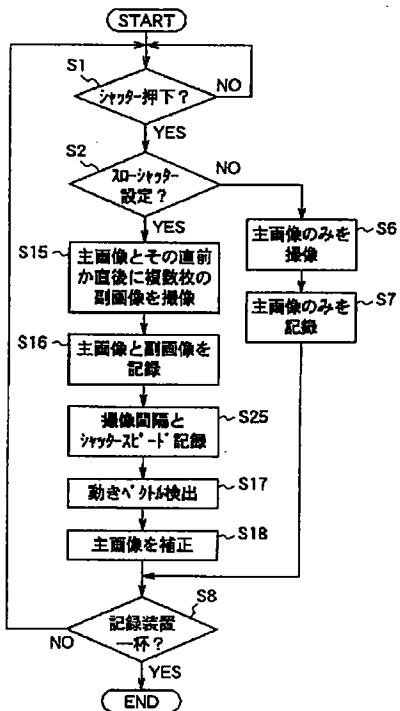 START
S1
シャッター押下?
NO
YES
S2
スローシャッター
設定?
NO
YES
S15
主画像とその直前
か直後に複数枚の
副画像を撮像
S6
主画像のみを
撮像
S16
主画像と副画像を
記録
S7
主画像のみを
記録
撮像間隔と
シャッタースピード記録
S25
動きベクトル検出
S17
主画像を補正
S18
S8
記録装置
一杯?
NO
YES
END